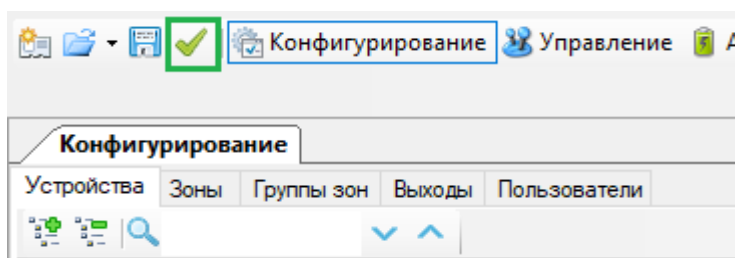 Конфигурирование Управление А
Конфигурирование
Устройства Зоны Группы зон Выходы Пользователи